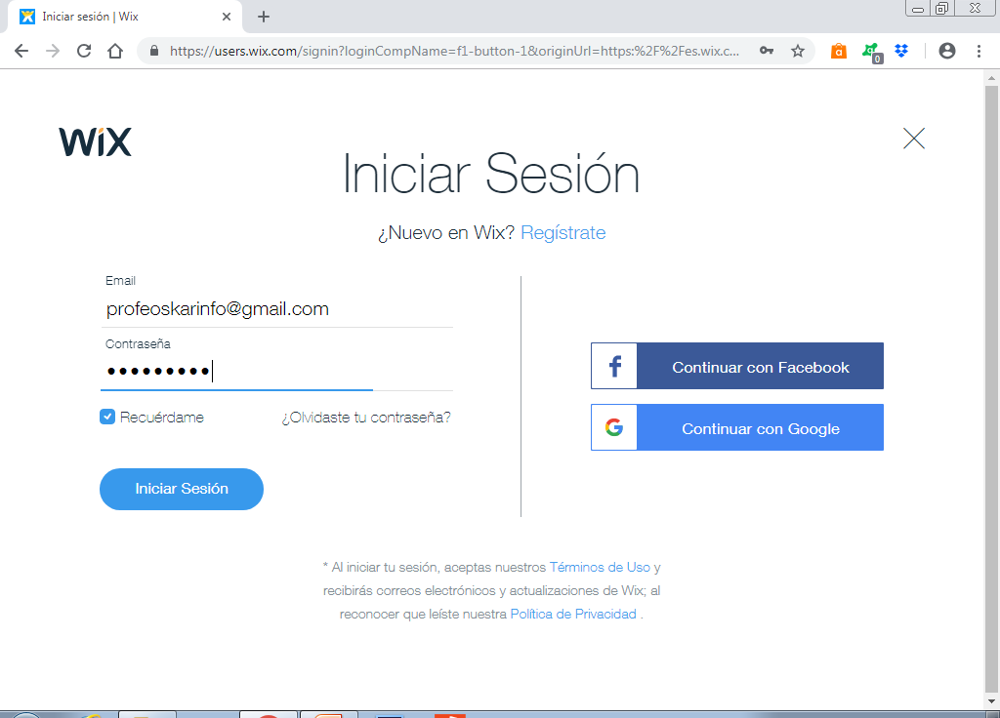 Iniciar sesión | Wix
https://users.wix.com/signin?loginCompName=f1-button-1&originUrl=https:%2F%2Fes.wix.c...
a
0
WiX
Iniciar Sesión
¿Nuevo en Wix? Regístrate
Email
profeoskarinfo@gmail.com
Contraseña
•••••••••
Recuérdame
¿Olvidaste tu contraseña?
Iniciar Sesión
f Continuar con Facebook
G Continuar con Google
* Al iniciar tu sesión, aceptas nuestros Términos de Uso y
recibirás correos electrónicos y actualizaciones de Wix; al
reconocer que leíste nuestra Política de Privacidad .